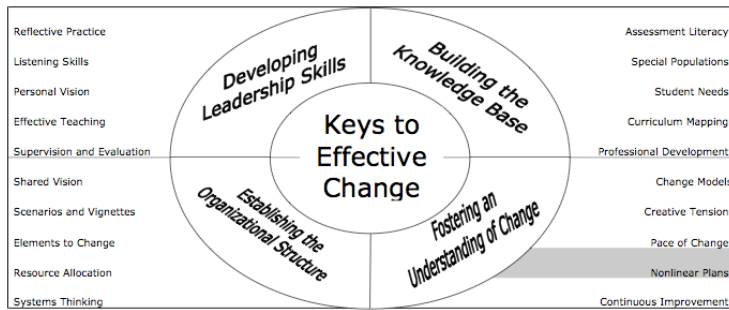 Reflective Practice
Listening Skills
Personal Vision
Effective Teaching
Supervision and Evaluation
Shared Vision
Scenarios and Vignettes
Elements to Change
Resource Allocation
Systems Thinking
Developing
Leadership Skills
Building the
Knowledge Base
Keys to
Effective
Change
Establishing the
Organizational Structure
Fostering an
Understanding of Change
Assessment Literacy
Special Populations
Student Needs
Curriculum Mapping
Professional Development
Change Models
Creative Tension
Pace of Change
Nonlinear Plans
Continuous Improvement